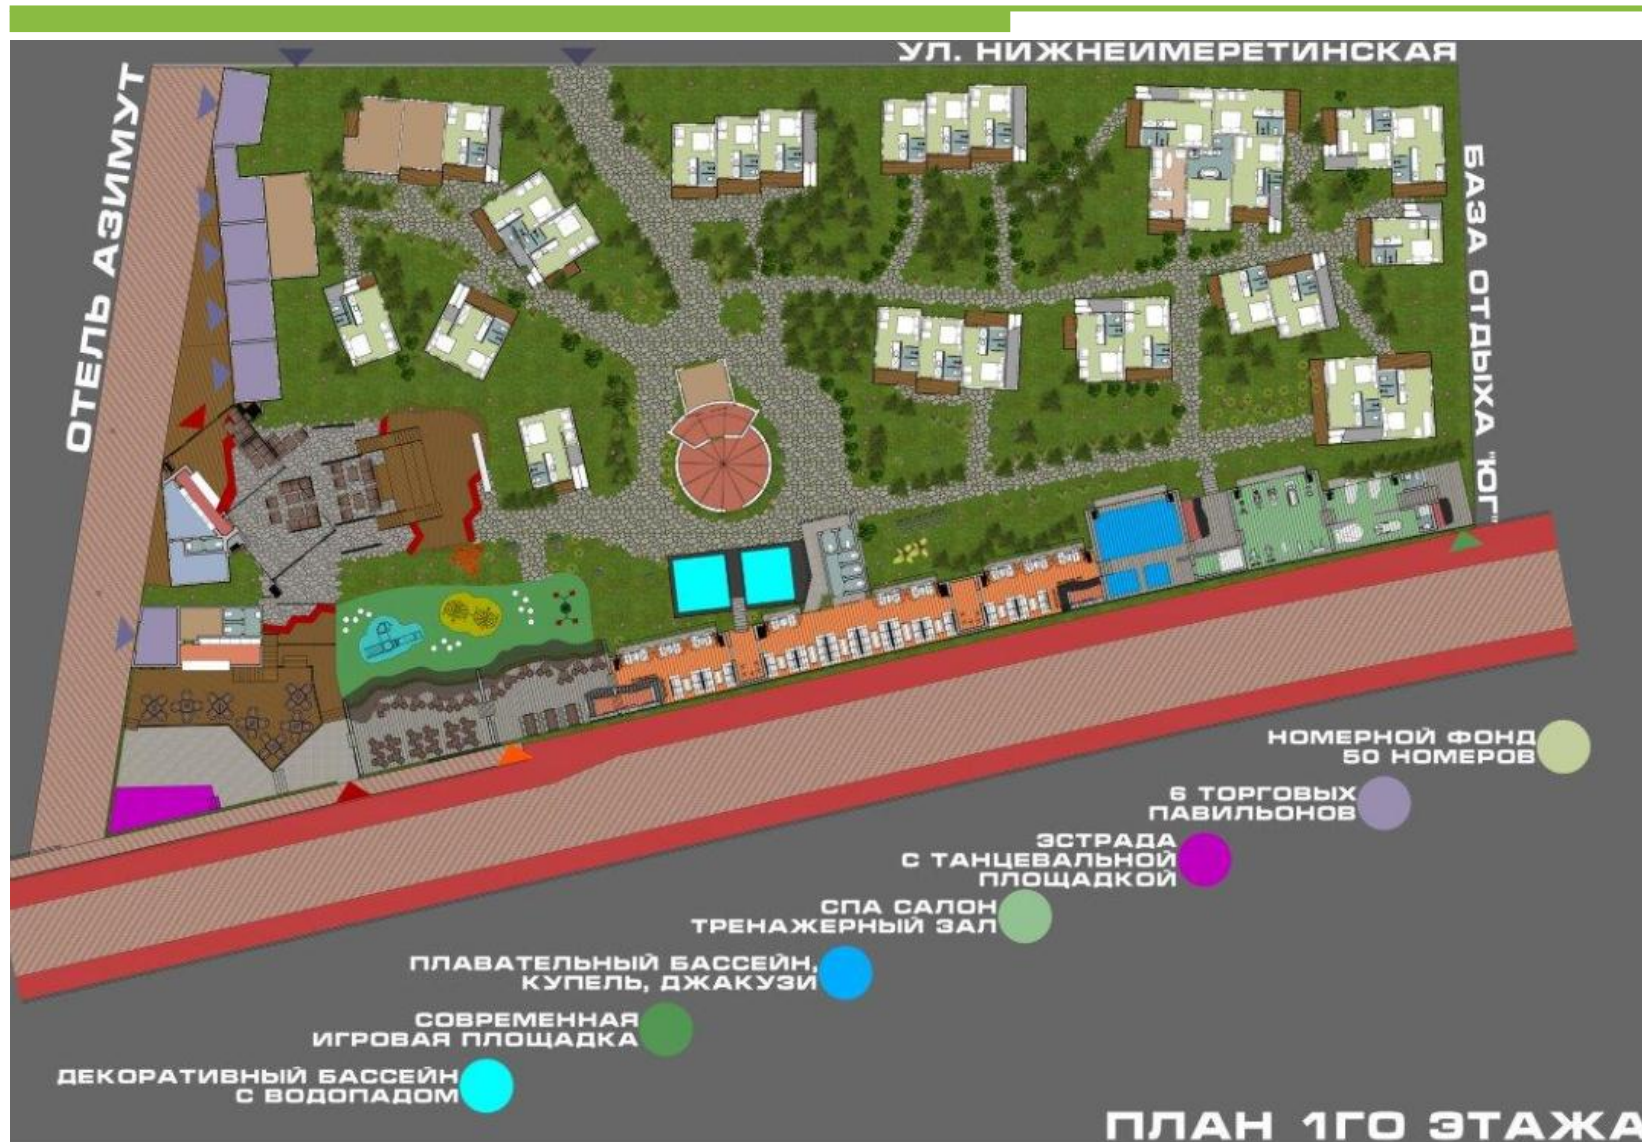 УЛ. НИЖНЕИМЕРЕТИНСКАЯ
ОТЕЛЬ АЗИМУТ
БАЗА ОТДЫХА "ЮГ"
НОМЕРНОЙ ФОНД
50 НОМЕРОВ
6 ТОРГОВЫХ
ПАВИЛЬОНОВ
ЭСТРАДА
С ТАНЦЕВАЛЬНОЙ
ПЛОЩАДКОЙ
СПА САЛОН
ТРЕНАЖЕРНЫЙ ЗАЛ
ПЛАВАТЕЛЬНЫЙ БАССЕЙН,
КУПЕЛЬ, ДЖАКУЗИ
СОВРЕМЕННАЯ
ИГРОВАЯ ПЛОЩАДКА
ДЕКОРАТИВНЫЙ БАССЕЙН
С ВОДОПАДОМ
ПЛАН 1ГО ЭТАЖА